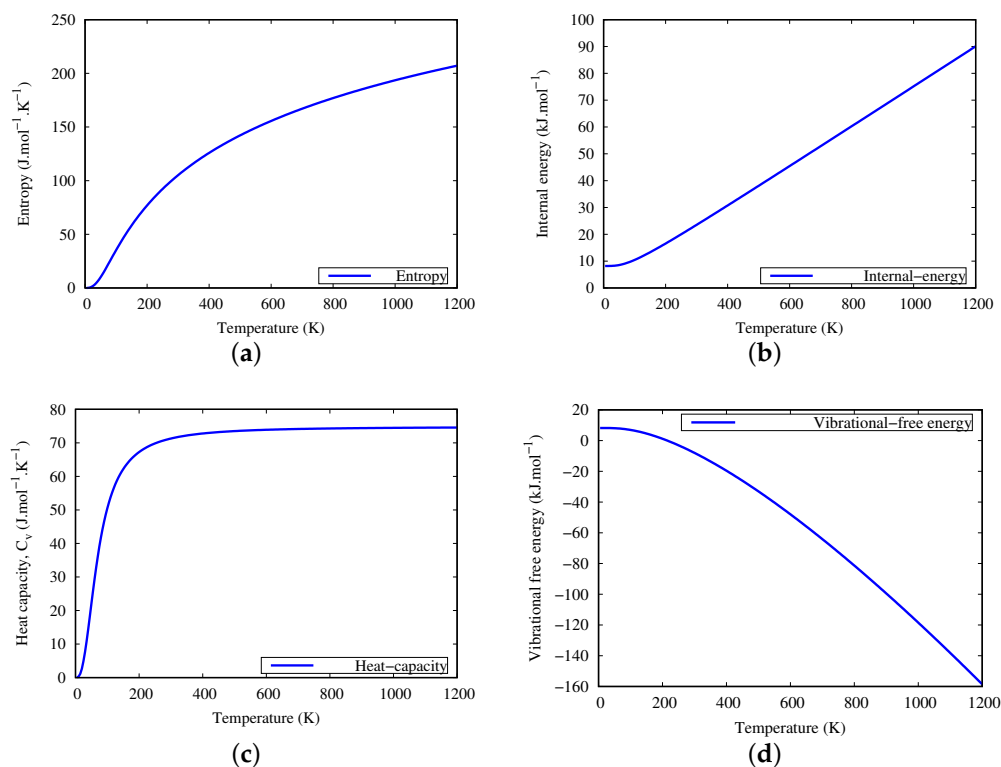 250
200
150
100
50
0
Entropy (J.mol⁻¹.K⁻¹)
Entropy
0 200 400 600 800 1000 1200
Temperature (K)
(a)
100
90
80
70
60
50
40
30
20
10
0
Internal energy (kJ.mol⁻¹)
Internal−energy
0 200 400 600 800 1000 1200
Temperature (K)
(b)
80
70
60
50
40
30
20
10
0
Heat capacity, Cᵥ (J.mol⁻¹.K⁻¹)
Heat−capacity
0 200 400 600 800 1000 1200
Temperature (K)
(c)
20
0
−20
−40
−60
−80
−100
−120
−140
−160
Vibrational free energy (kJ.mol⁻¹)
Vibrational−free energy
0 200 400 600 800 1000 1200
Temperature (K)
(d)